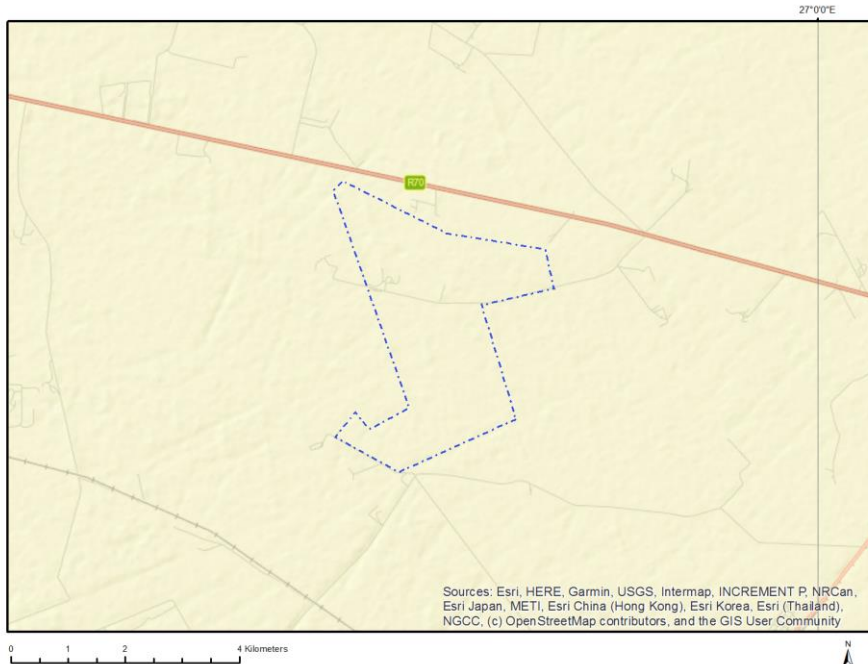 27°0'0"E
R70
Sources: Esri, HERE, Garmin, USGS, Intermap, INCREMENT P, NRCan,
Esri Japan, METI, Esri China (Hong Kong), Esri Korea, Esri (Thailand),
NGCC, (c) OpenStreetMap contributors, and the GIS User Community
0 1 2 4 Kilometers
N